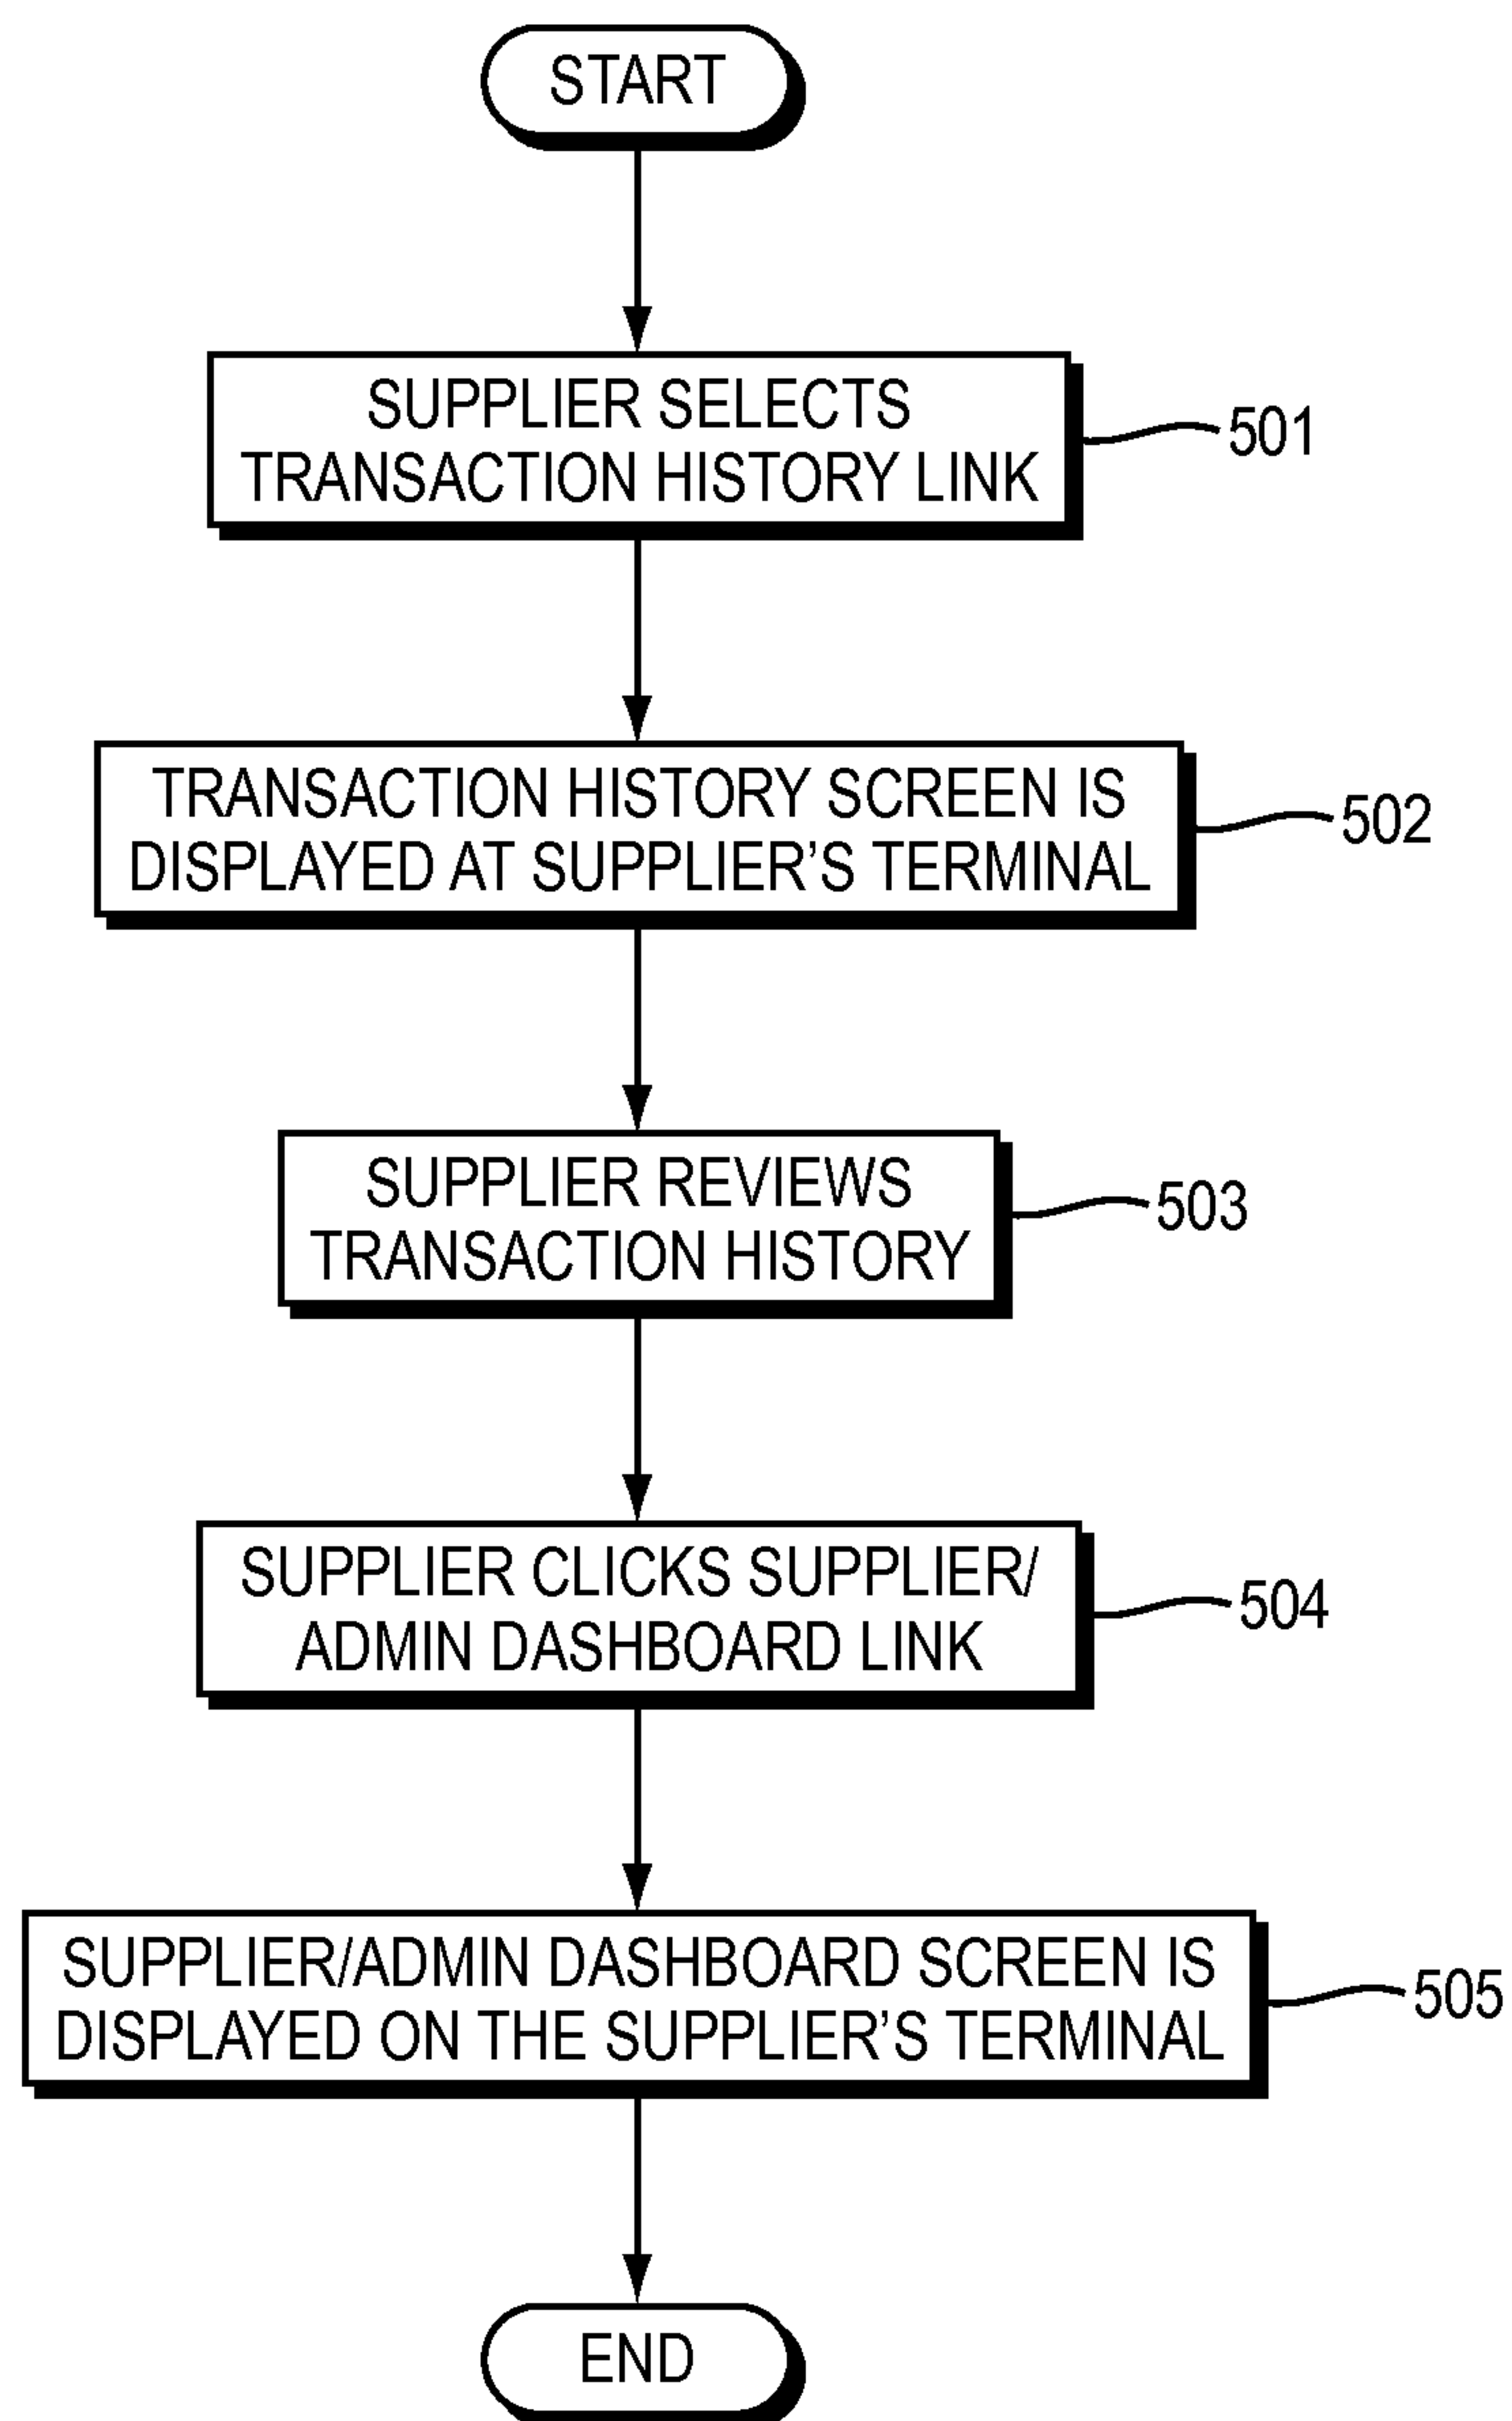 START
SUPPLIER SELECTS
TRANSACTION HISTORY LINK
501
TRANSACTION HISTORY SCREEN IS
DISPLAYED AT SUPPLIER’S TERMINAL
502
SUPPLIER REVIEWS
TRANSACTION HISTORY
503
SUPPLIER CLICKS SUPPLIER/
ADMIN DASHBOARD LINK
504
SUPPLIER/ADMIN DASHBOARD SCREEN IS
DISPLAYED ON THE SUPPLIER’S TERMINAL
505
END